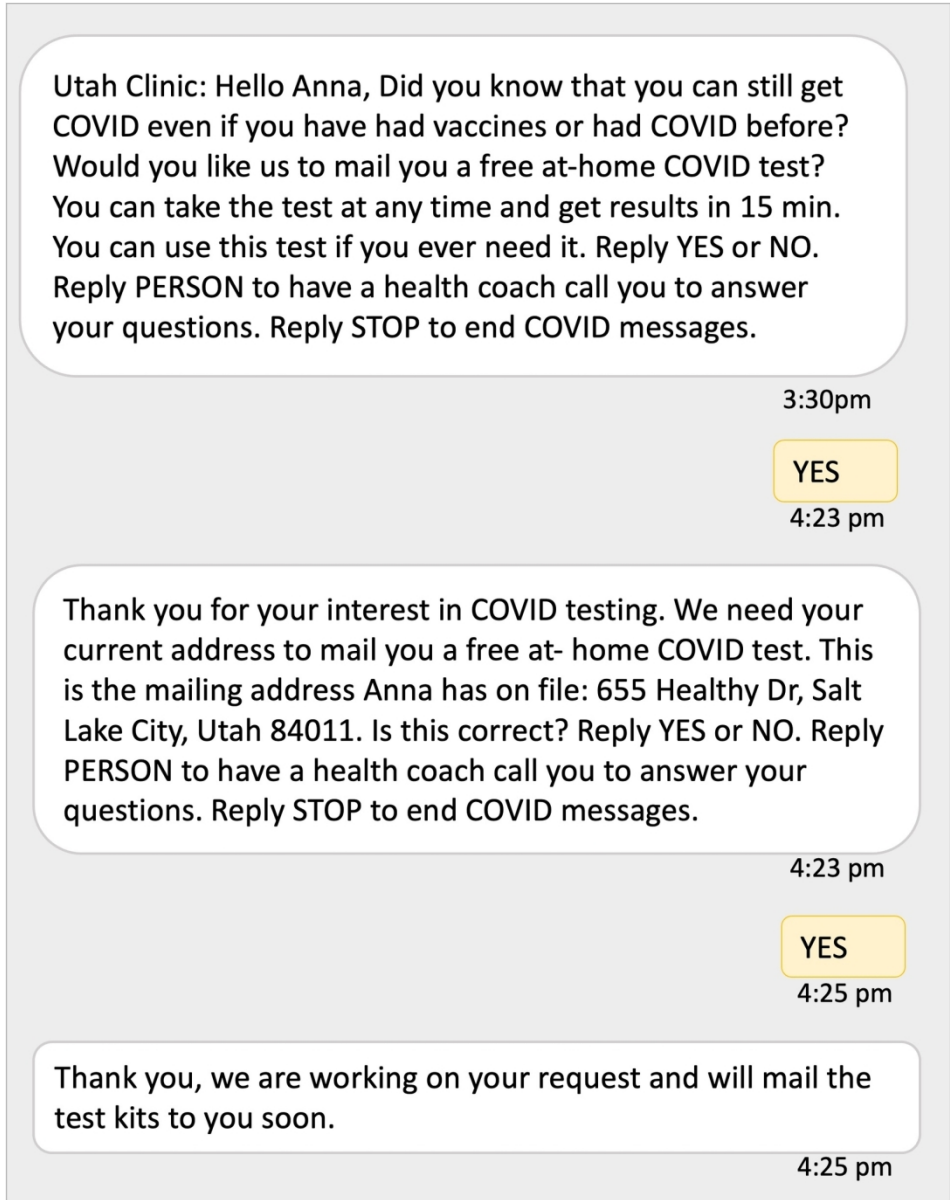 Utah Clinic: Hello Anna, Did you know that you can still get
COVID even if you have had vaccines or had COVID before?
Would you like us to mail you a free at-home COVID test?
You can take the test at any time and get results in 15 min.
You can use this test if you ever need it. Reply YES or NO.
Reply PERSON to have a health coach call you to answer
your questions. Reply STOP to end COVID messages.
3:30pm
YES
4:23 pm
Thank you for your interest in COVID testing. We need your
current address to mail you a free at- home COVID test. This
is the mailing address Anna has on file: 655 Healthy Dr, Salt
Lake City, Utah 84011. Is this correct? Reply YES or NO. Reply
PERSON to have a health coach call you to answer your
questions. Reply STOP to end COVID messages.
4:23 pm
YES
4:25 pm
Thank you, we are working on your request and will mail the
test kits to you soon.
4:25 pm